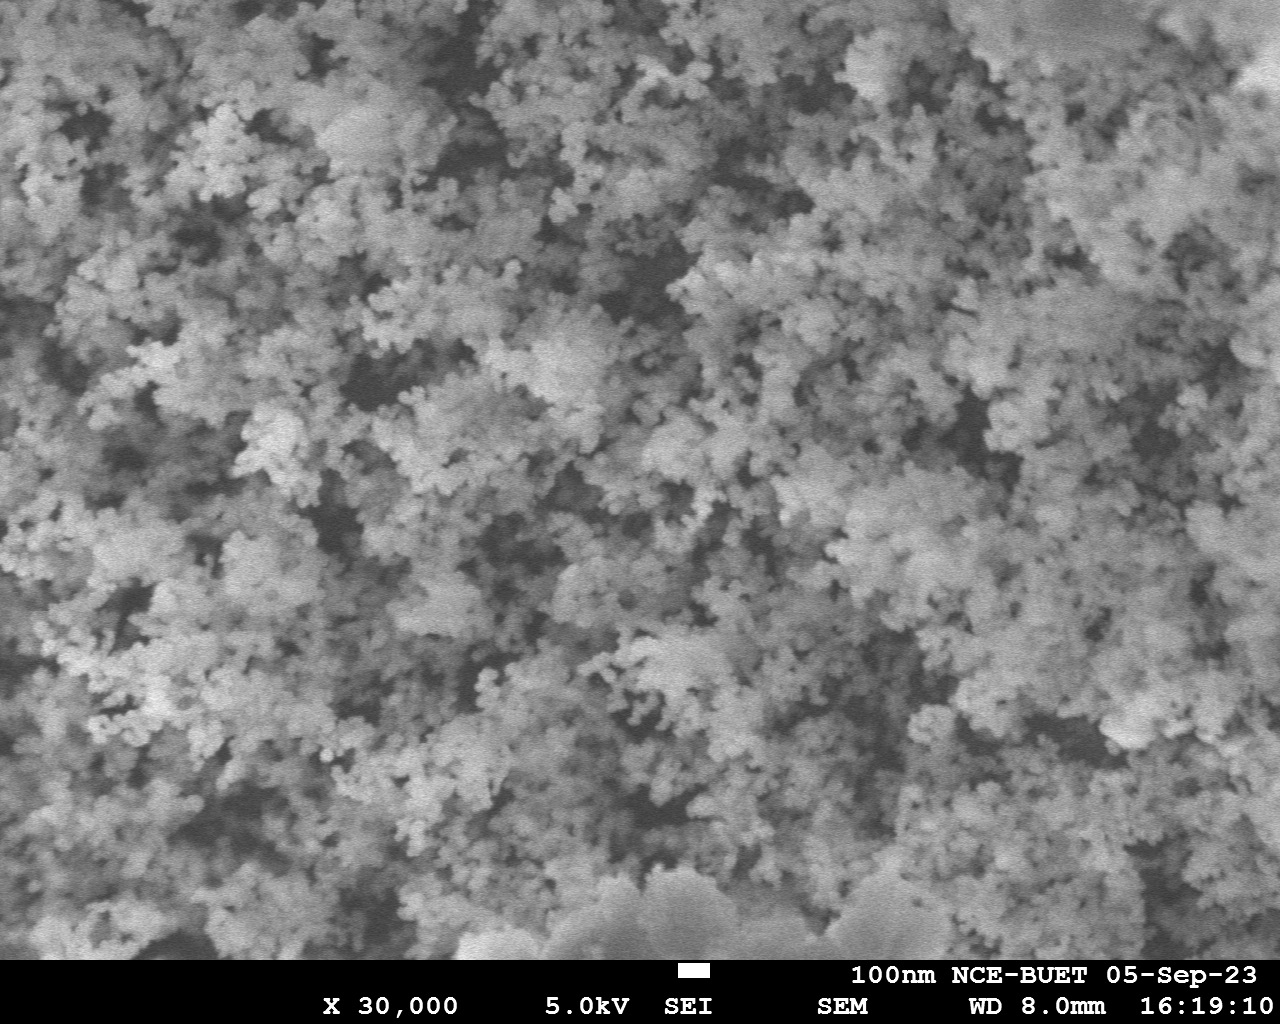 100nm NCE-BUET 05-Sep-23
X 30,000 5.0kV SEI SEM WD 8.0mm 16:19:10